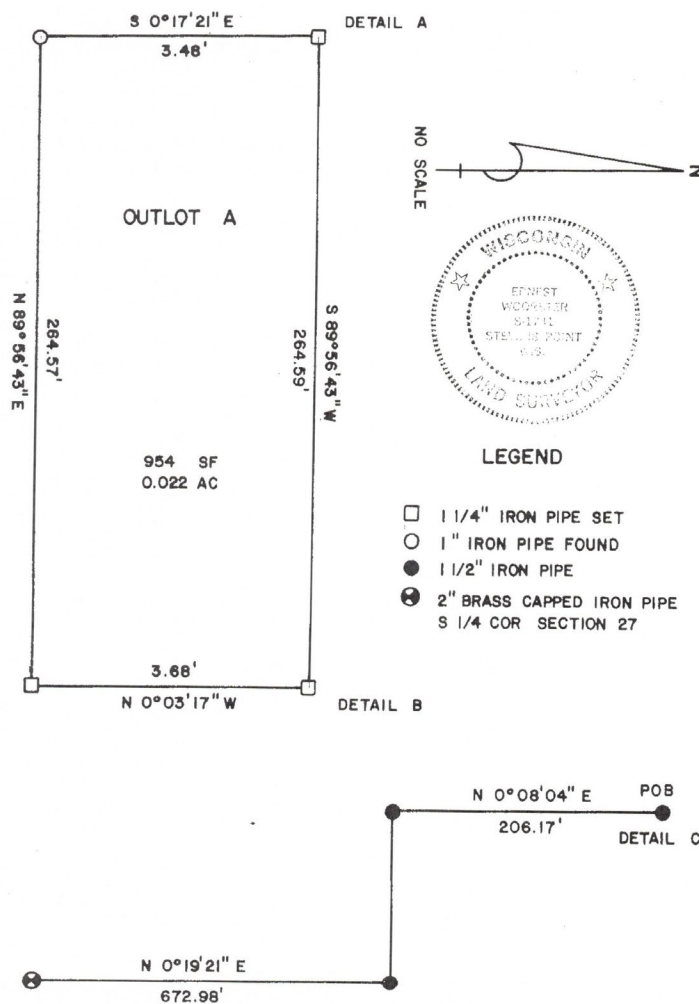 S 0°17'21" E
3.48'
DETAIL A
NO SCALE
N
OUTLOT A
WISCONSIN
ERNEST
S-1711
POINT
WIS.
LAND SURVEYOR
N 89°56'43" E
264.57'
S 89°56'43" W
264.59'
954 SF
0.022 AC
LEGEND
1 1/4" IRON PIPE SET
1" IRON PIPE FOUND
1 1/2" IRON PIPE
2" BRASS CAPPED IRON PIPE
S 1/4 COR SECTION 27
3.68'
N 0°03'17" W
DETAIL B
N 0°08'04" E
POB
206.17'
DETAIL C
N 0°19'21" E
672.98'